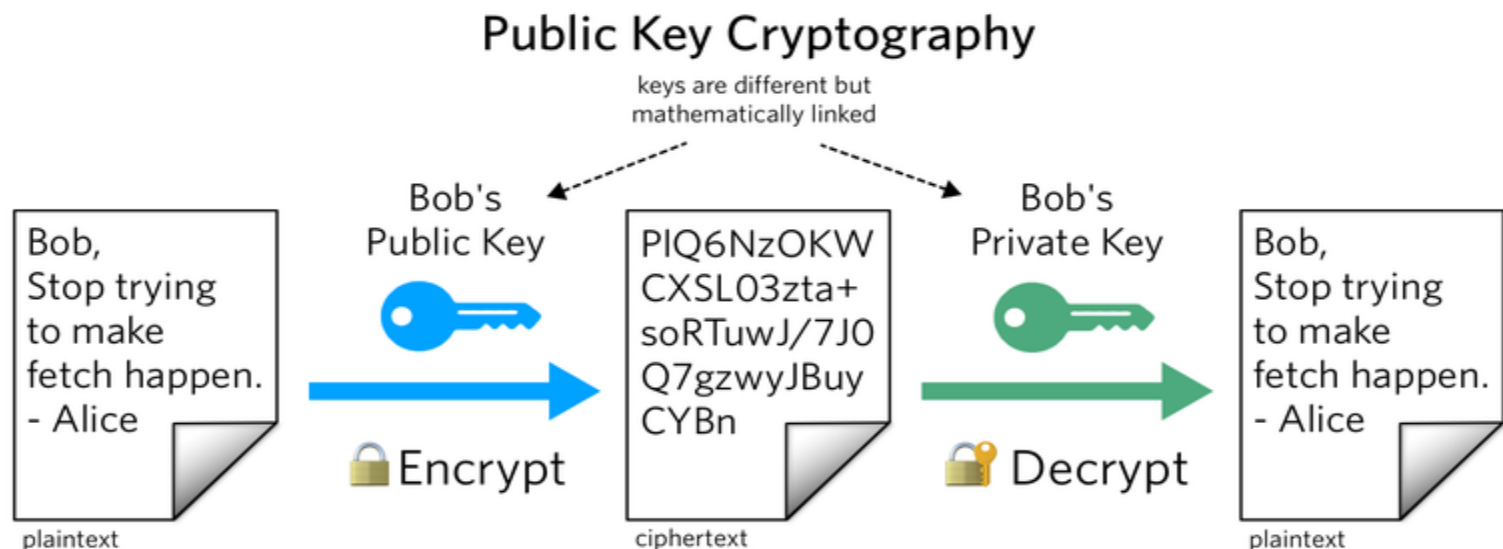 Public Key Cryptography
keys are different but
mathematically linked
Bob,
Stop trying
to make
fetch happen.
- Alice
plaintext
Bob's
Public Key
Encrypt
PlQ6NzOKW
CXSL03zta+
soRTuwJ/7J0
Q7gzwyJBuy
CYBn
ciphertext
Bob's
Private Key
Decrypt
Bob,
Stop trying
to make
fetch happen.
- Alice
plaintext